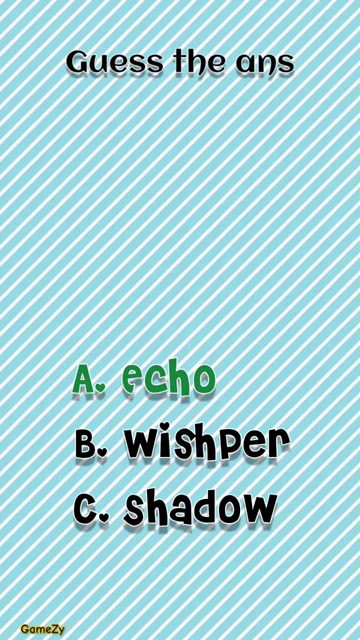 Guess the ans
A. echo
B. wishper
C. shadow
GameZy